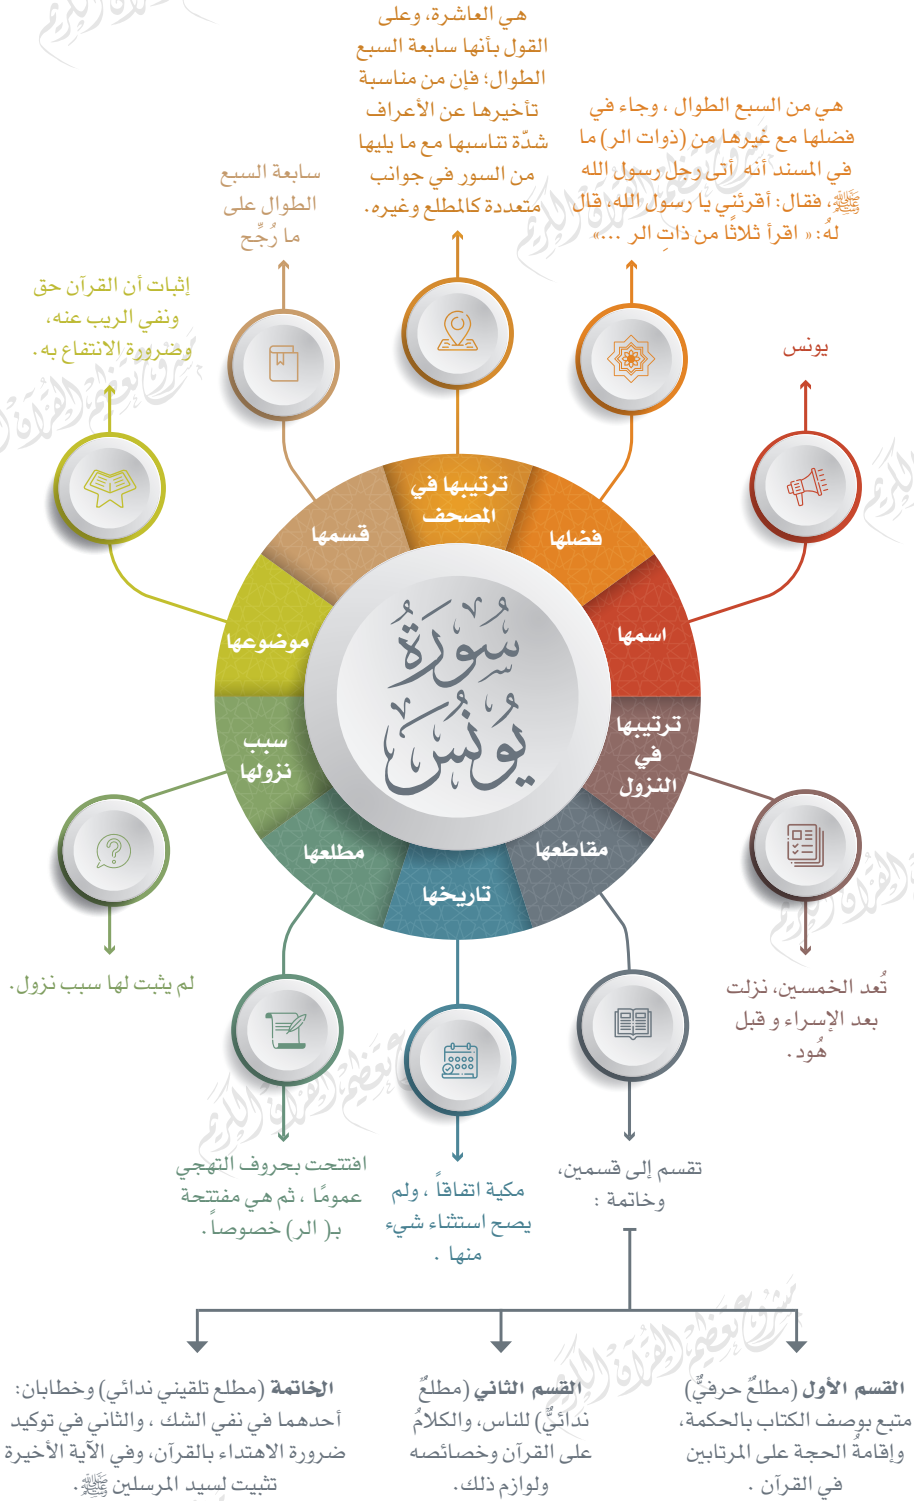 هي العاشرة، وعلى
القول بأنها سابعة السبع
الطوال؛ فإن من مناسبة
تأخيرها عن الأعراف
شدّة تناسبها مع ما يليها
من السور في جوانب
متعددة كالمطلع وغيره.
هي من السبع الطوال ، وجاء في
فضلها مع غيرها من (ذوات الر) ما
في المسند أنه أتى رجل رسول الله
ﷺ، فقال: أقرئني يا رسول الله، قال
لهُ: « اقرأ ثلاثًا من ذاتِ الر ...»
سابعة السبع
الطوال على
ما رُجِّح
إثبات أن القرآن حق
ونفي الريب عنه،
وضرورة الانتفاع به.
يونس
ترتيبها في
المصحف
فضلها
قسمها
اسمها
موضوعها
سُورَةُ
يُونُسَ
ترتيبها
في
النزول
سبب
نزولها
مقاطعها
مطلعها
تاريخها
تُعد الخمسين، نزلت
بعد الإسراء و قبل
هُود.
لم يثبت لها سبب نزول.
افتتحت بحروف التهجي
عمومًا ، ثم هي مفتتحة
بـ( الر) خصوصاً.
مكية اتفاقاً ، ولم
يصح استثناء شيء
منها .
تقسم إلى قسمين،
وخاتمة :
القسم الأول (مطلعٌ حرفيٌّ)
متبع بوصف الكتاب بالحكمة،
وإقامةُ الحجة على المرتابين
في القرآن .
القسم الثاني (مطلعٌ
ندائيٌّ) للناس، والكلامُ
على القرآن وخصائصه
ولوازم ذلك.
الخاتمة (مطلع تلقيني ندائي) وخطابان:
أحدهما في نفي الشك ، والثاني في توكيد
ضرورة الاهتداء بالقرآن، وفي الآية الأخيرة
تثبيت لسيد المرسلين ﷺ.
مشروع تعظيم القرآن الكريم